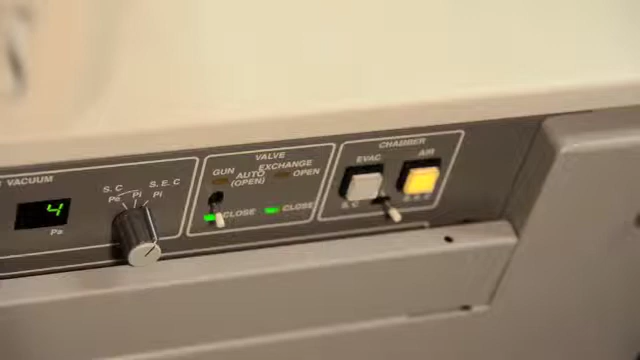 VACUUM
4
Pa
S.C
Pe Pi
S.E.C
Pi
VALVE
GUN
AUTO
(OPEN)
CLOSE
EXCHANGE
OPEN
CLOSE
CHAMBER
EVAC
AIR
S.C